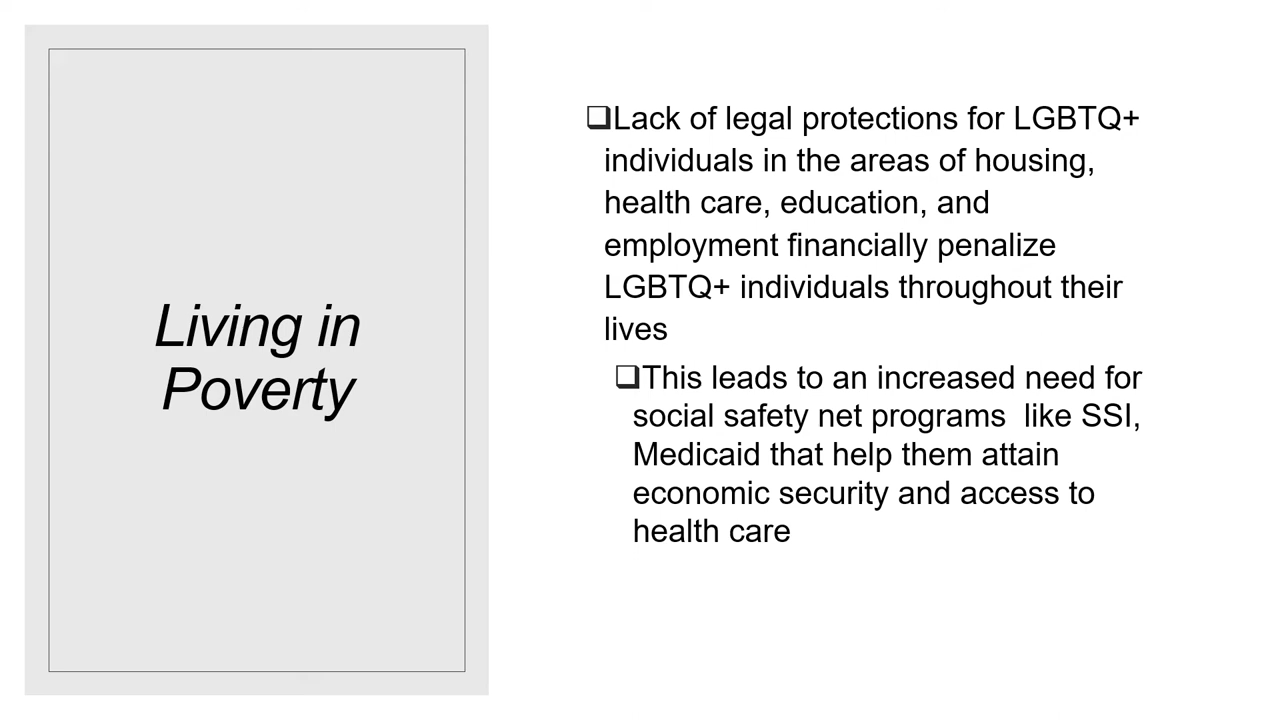 Living in
Poverty
❑Lack of legal protections for LGBTQ+
individuals in the areas of housing,
health care, education, and
employment financially penalize
LGBTQ+ individuals throughout their
lives
❑This leads to an increased need for
social safety net programs  like SSI,
Medicaid that help them attain
economic security and access to
health care